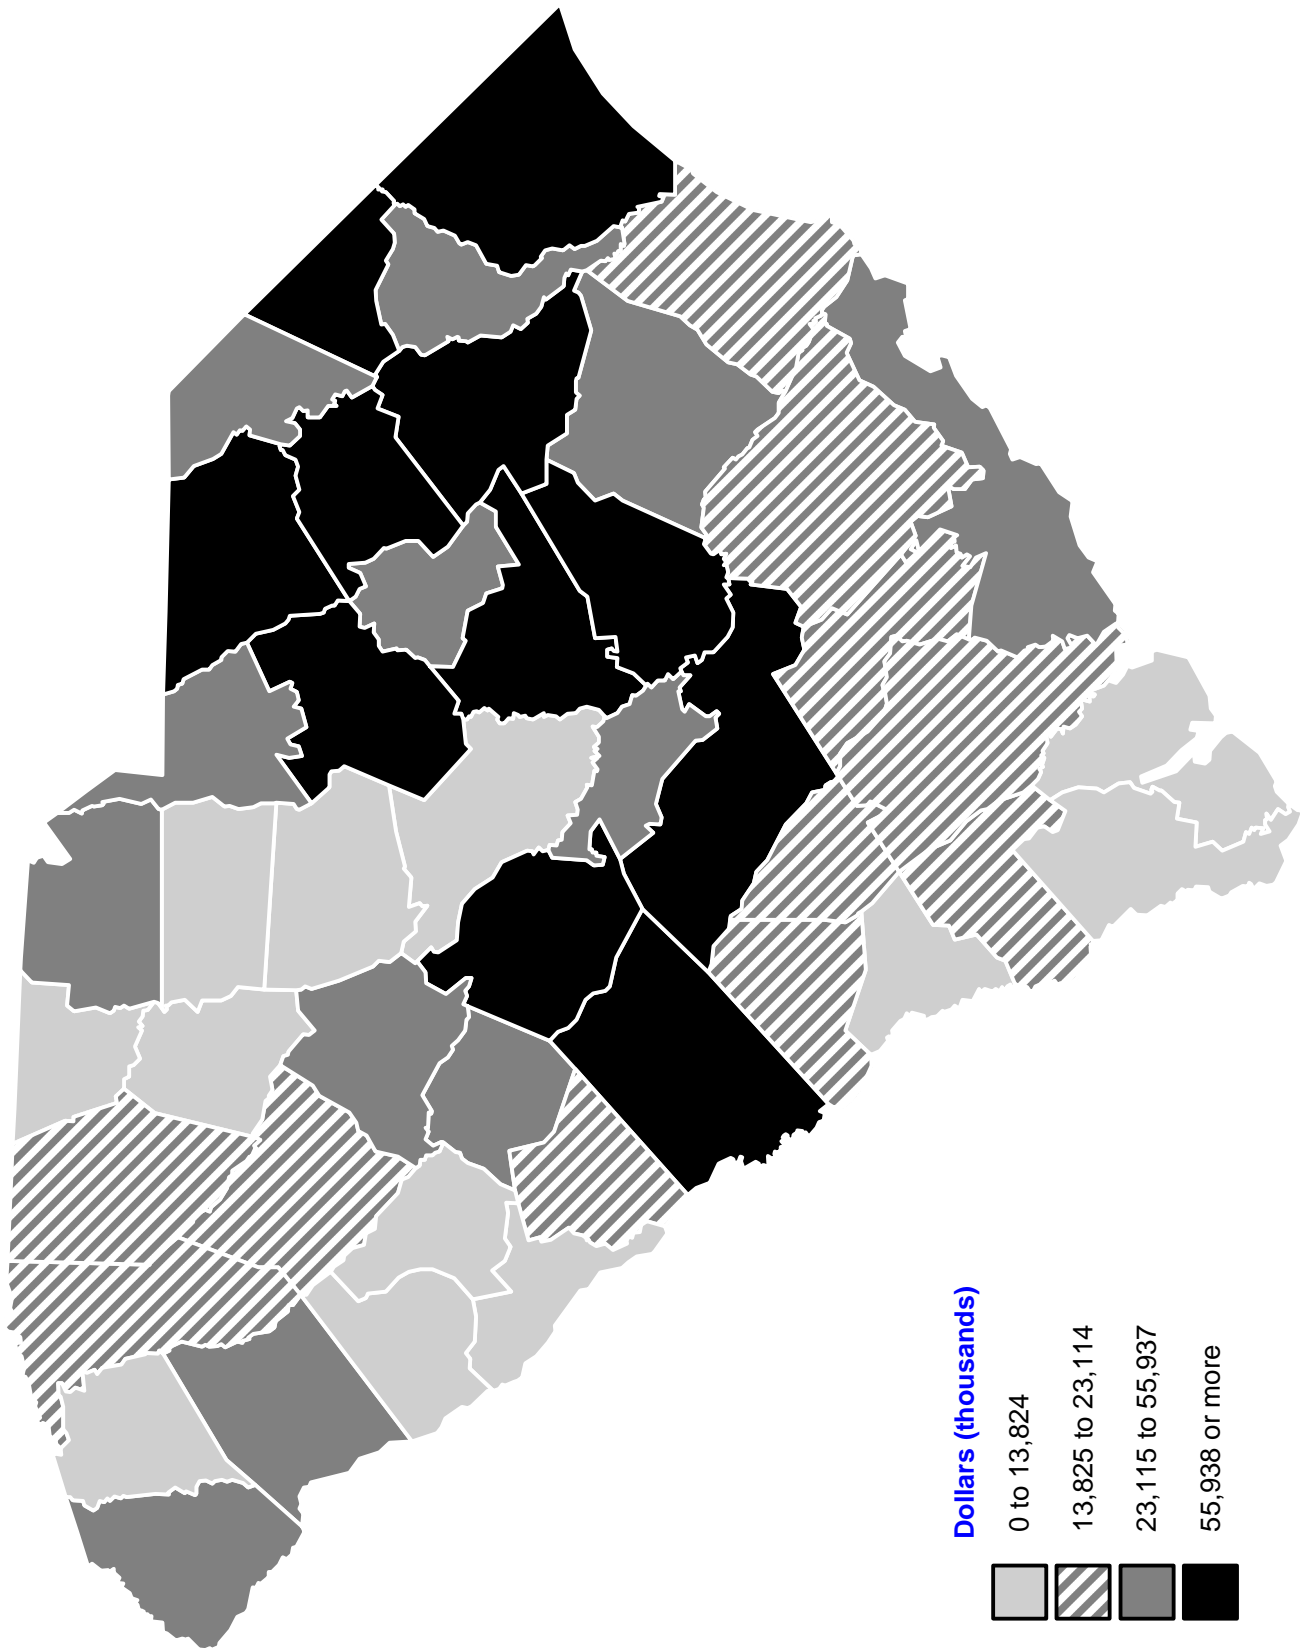 Dollars (thousands)
0 to 13,824
13,825 to 23,114
23,115 to 55,937
55,938 or more